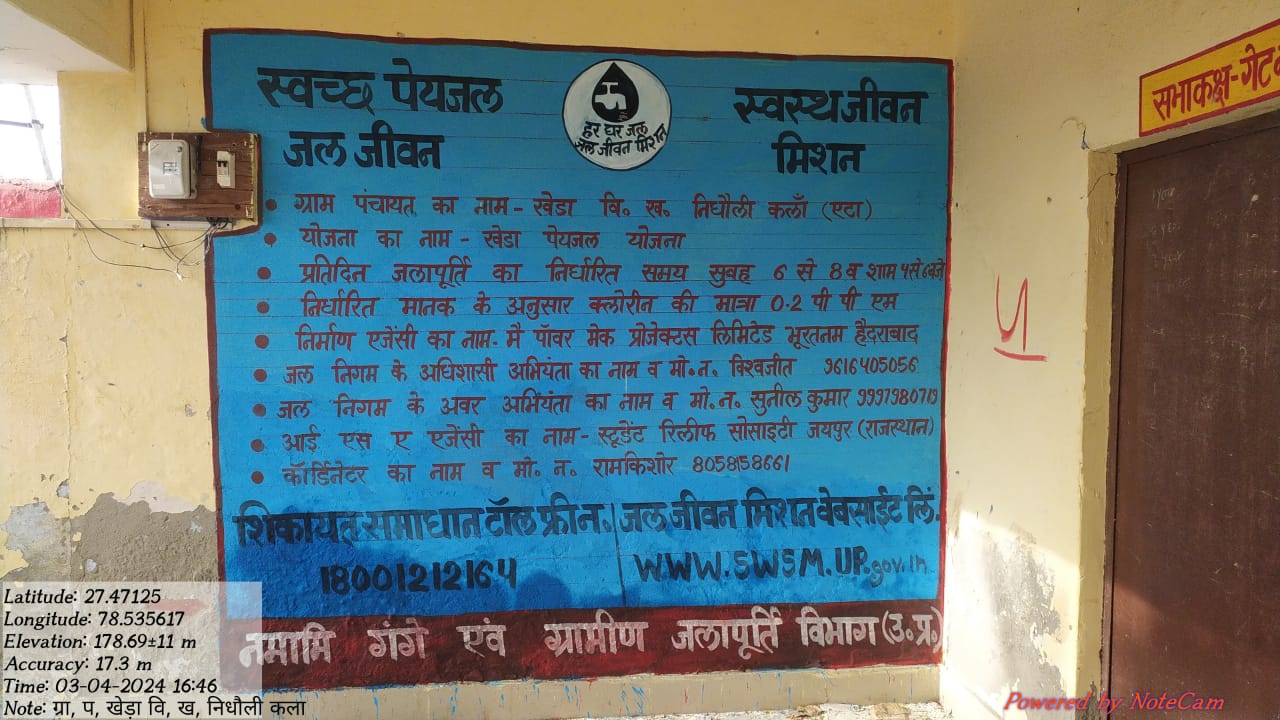 स्वच्छ पेयजल
जल जीवन
हर घर जल
जल जीवन मिशन
स्वस्थ जीवन
मिशन
• ग्राम पंचायत का नाम - खेडा वि. ख. निधौली कलाँ (एटा)
• योजना का नाम - खेडा पेयजल योजना
• प्रतिदिन जलापूर्ति का निर्धारित समय सुबह 6 से 8 व शाम 4 से 6 बजे
• निर्धारित मानक के अनुसार क्लोरीन की मात्रा 0.2 पी पी एम
• निर्माण एजेंसी का नाम- मै पॉवर मेक प्रोजेक्टस लिमिटेड भूरतनम हैदराबाद
• जल निगम के अधिशासी अभियंता का नाम व मो.न. विश्वजीत 9616405056
• जल निगम के अवर अभियंता का नाम व मो.न. सुनील कुमार 9997980719
• आई एस ए एजेंसी का नाम - स्टूडेंट रिलीफ सोसाइटी जयपुर (राजस्थान)
• कॉर्डिनेटर का नाम व मो. न. रामकिशोर 8058158661
शिकायत समाधान टॉल फ्री न.
18001212164
जल जीवन मिशन वेबसाईट लिं.
WWW.SWSM.UP.gov.in
नमामि गंगे एंव ग्रामीण जलापूर्ति विभाग (उ.प्र.)
सभाकक्ष-गेट
Latitude: 27.47125
Longitude: 78.535617
Elevation: 178.69±11 m
Accuracy: 17.3 m
Time: 03-04-2024 16:46
Note: ग्रा, प, खेड़ा वि, ख, निधौली कला
Powered by NoteCam